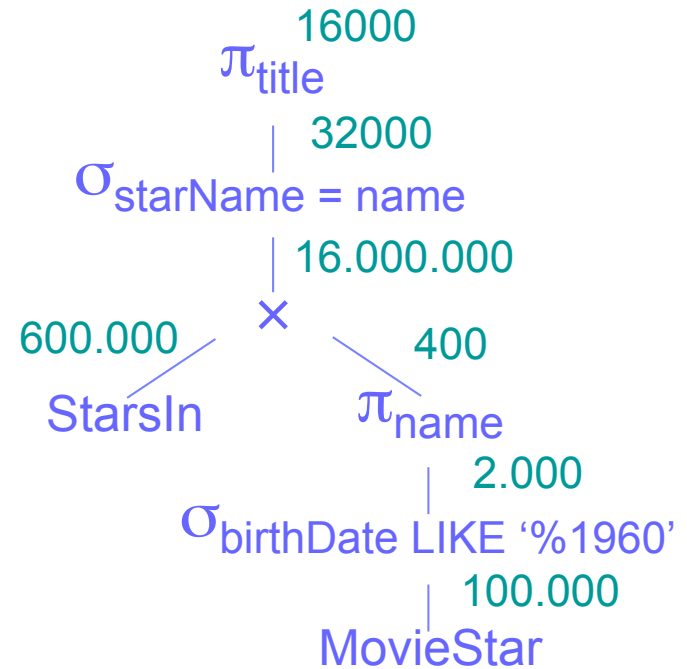 16000
πtitle
32000
σstarName = name
16.000.000
×
600.000
400
StarsIn
πname
2.000
σbirthDate LIKE ‘%1960’
100.000
MovieStar